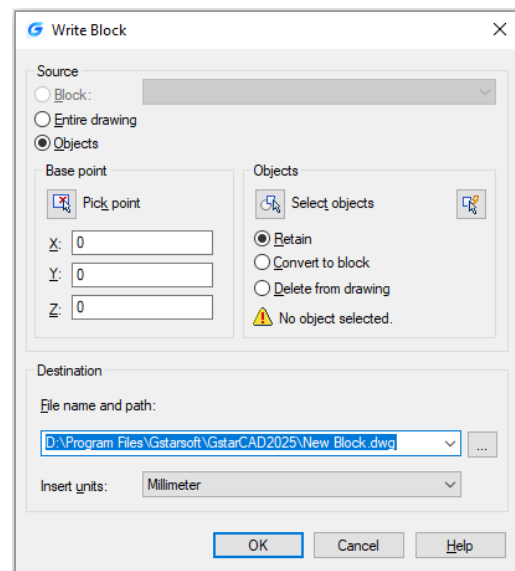 Write Block
Source
Block:
Entire drawing
Objects
Base point
Pick point
X: 0
Y: 0
Z: 0
Objects
Select objects
Retain
Convert to block
Delete from drawing
No object selected.
Destination
File name and path:
D:\Program Files\Gstarsoft\GstarCAD2025\New Block.dwg
...
Insert units: Millimeter
OK Cancel Help